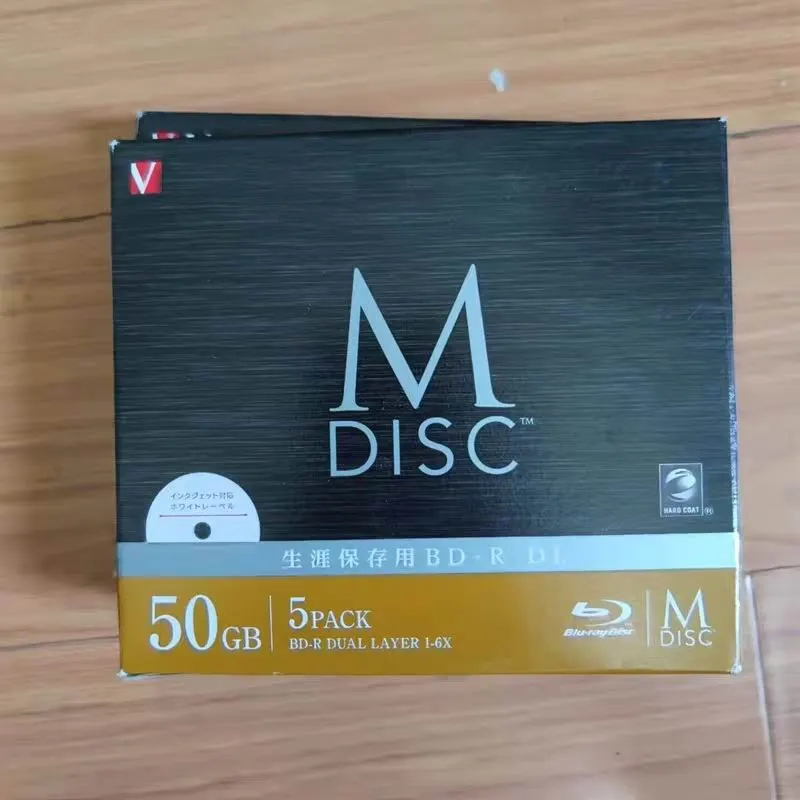 V
M
DISC™
インクジェット対応
ホワイトレーベル
HARD COAT ®
生涯保存用BD-R DL
50GB
5PACK
BD-R DUAL LAYER 1-6X
Blu-ray Disc™
M
DISC